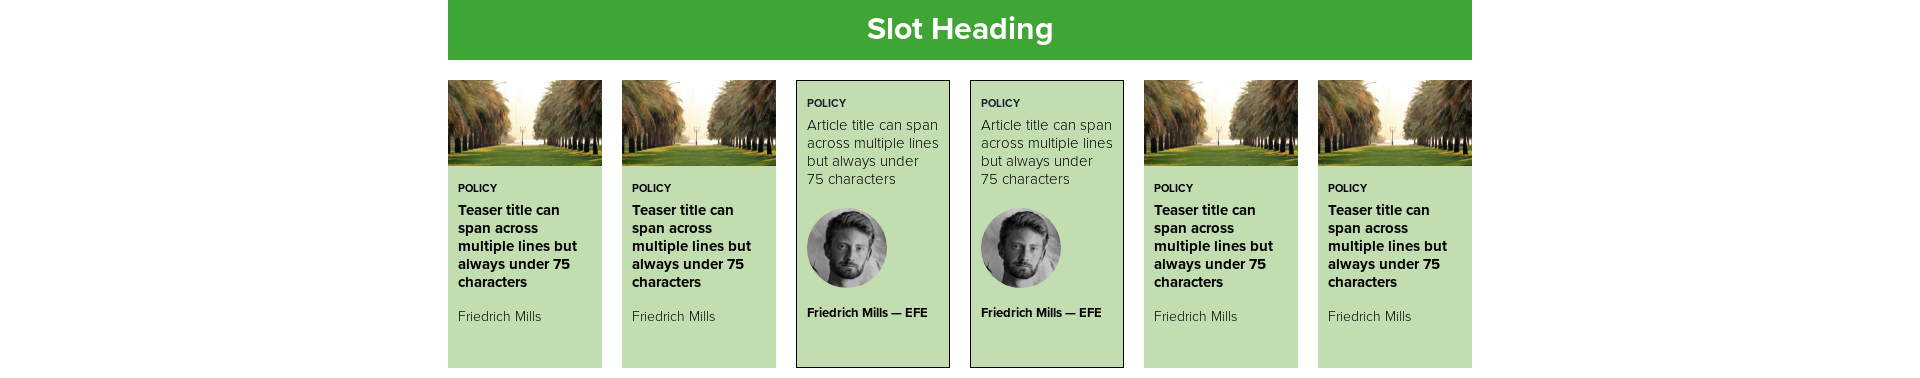 Slot Heading
POLICY
Teaser title can
span across
multiple lines but
always under 75
characters
Friedrich Mills
POLICY
Teaser title can
span across
multiple lines but
always under 75
characters
Friedrich Mills
POLICY
Article title can span
across multiple lines
but always under
75 characters
Friedrich Mills — EFE
POLICY
Article title can span
across multiple lines
but always under
75 characters
Friedrich Mills — EFE
POLICY
Teaser title can
span across
multiple lines but
always under 75
characters
Friedrich Mills
POLICY
Teaser title can
span across
multiple lines but
always under 75
characters
Friedrich Mills